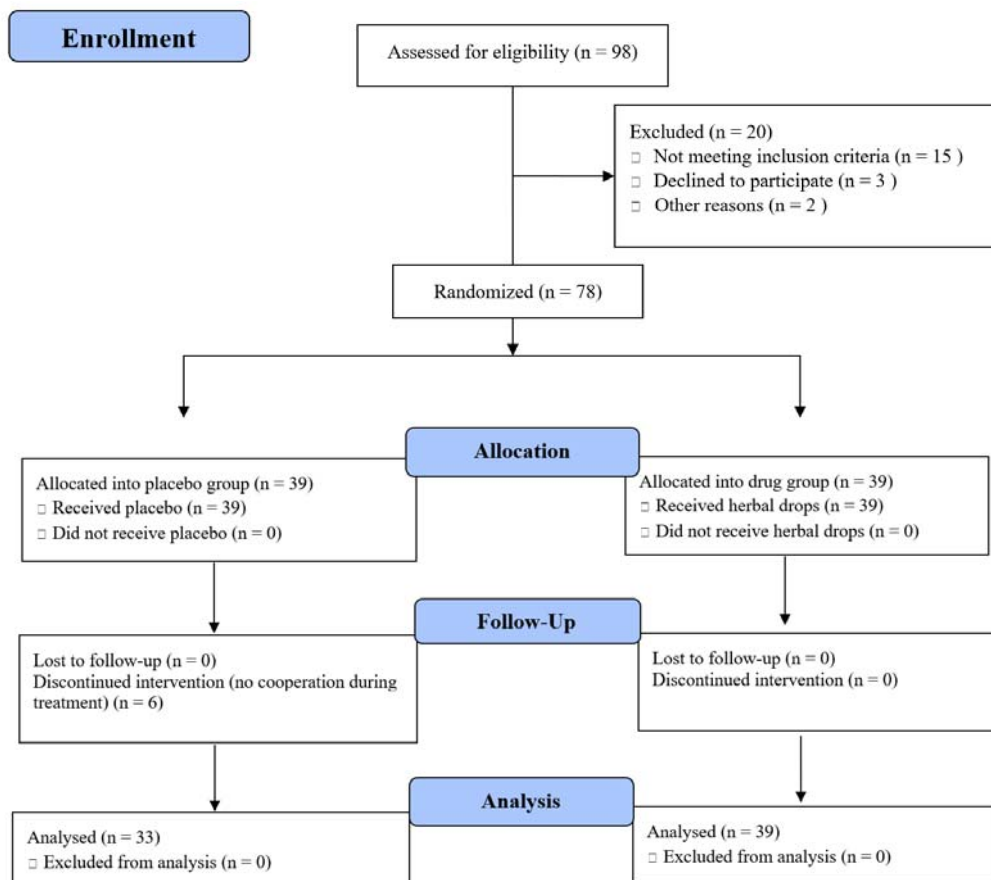 Enrollment
Assessed for eligibility (n = 98)
Excluded (n = 20)
□ Not meeting inclusion criteria (n = 15 )
□ Declined to participate (n = 3 )
□ Other reasons (n = 2 )
Randomized (n = 78)
Allocation
Allocated into placebo group (n = 39)
□ Received placebo (n = 39)
□ Did not receive placebo (n = 0)
Allocated into drug group (n = 39)
□ Received herbal drops (n = 39)
□ Did not receive herbal drops (n = 0)
Follow-Up
Lost to follow-up (n = 0)
Discontinued intervention (no cooperation during
treatment) (n = 6)
Lost to follow-up (n = 0)
Discontinued intervention (n = 0)
Analysis
Analysed (n = 33)
□ Excluded from analysis (n = 0)
Analysed (n = 39)
□ Excluded from analysis (n = 0)